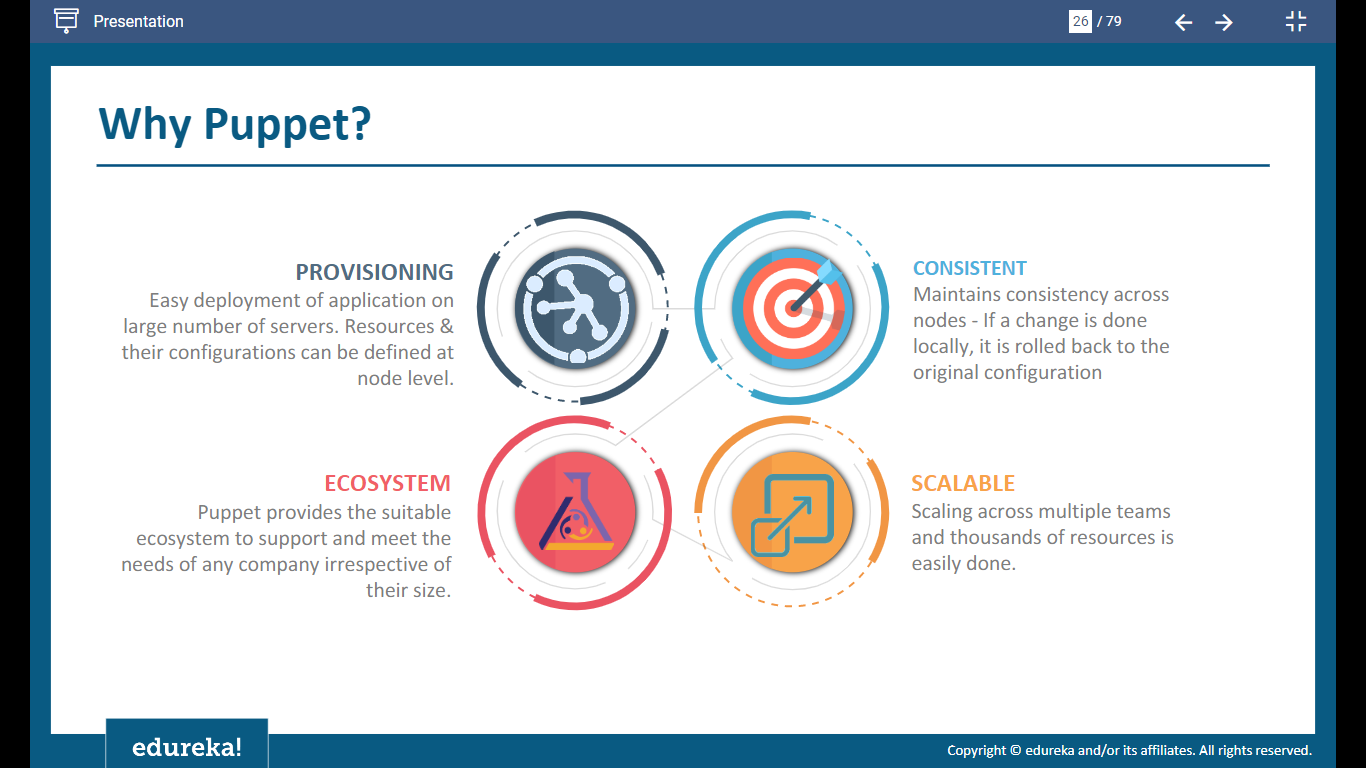 Presentation
26 / 79
Why Puppet?
PROVISIONING
Easy deployment of application on
large number of servers. Resources &
their configurations can be defined at
node level.
CONSISTENT
Maintains consistency across
nodes - If a change is done
locally, it is rolled back to the
original configuration
ECOSYSTEM
Puppet provides the suitable
ecosystem to support and meet the
needs of any company irrespective of
their size.
SCALABLE
Scaling across multiple teams
and thousands of resources is
easily done.
edureka!
Copyright © edureka and/or its affiliates. All rights reserved.